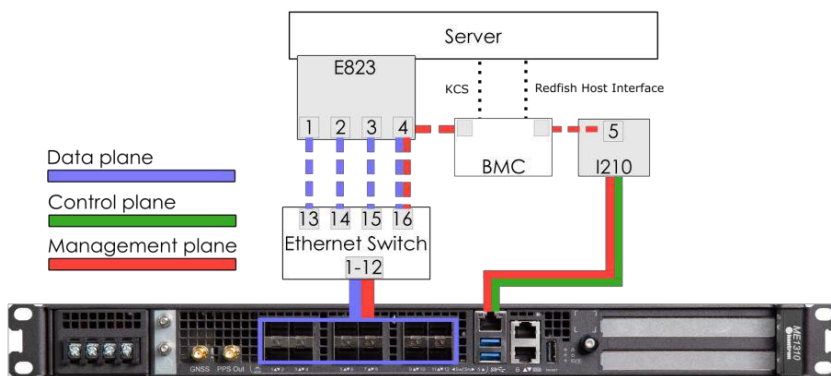 Server
E823
KCS
Redfish Host Interface
1 2 3 4
5
BMC
I210
Data plane
Control plane
Management plane
13 14 15 16
Ethernet Switch
1-12
GNSS
PPS Out
ME1310